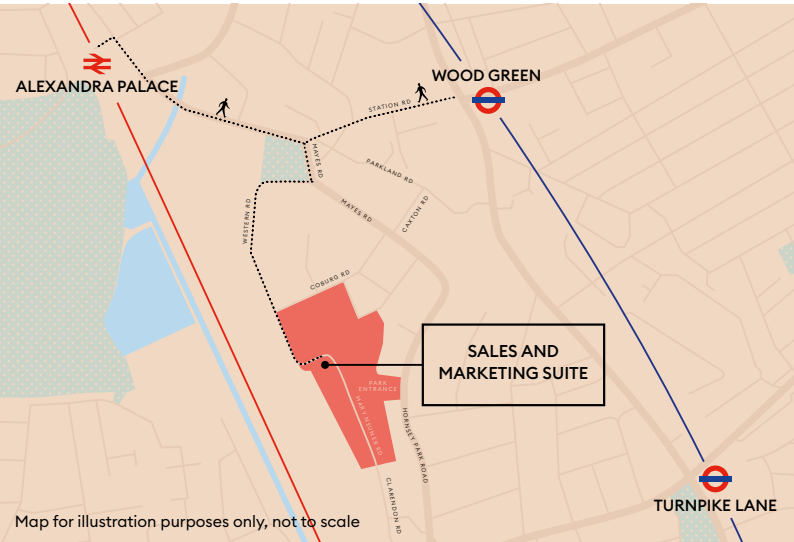 ALEXANDRA PALACE
WOOD GREEN
STATION RD
MAYES RD
PARKLAND RD
MAYES RD
CAXTON RD
WESTERN RD
COBURG RD
SALES AND
MARKETING SUITE
PARK
ENTRANCE
MARY NEUNER RD
HORNSEY PARK ROAD
CLARENDON RD
TURNPIKE LANE
Map for illustration purposes only, not to scale